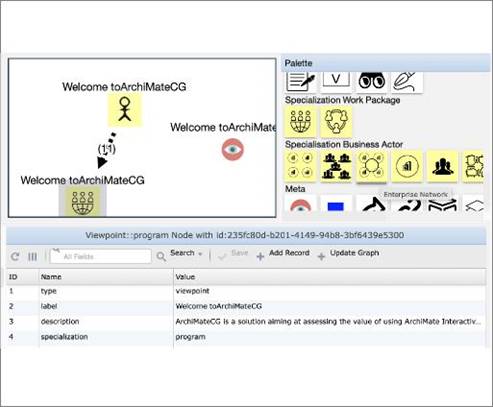 Welcome toArchiMateCG
Welcome toArchiMate
(11)
Welcome toArchiMateCG
Palette
V
Specialization Work Package
Specialisation Business Actor
Enterprise Network
Meta
Viewpoint::program Node with id:235fc80d-b201-4149-94b8-3bf6439e5300
All Fields Search Save Add Record Update Graph
ID Name Value
1 type viewpoint
2 label Welcome toArchiMateCG
3 description ArchiMateCG is a solution aiming at assessing the value of using ArchiMate Interactiv...
4 specialization program